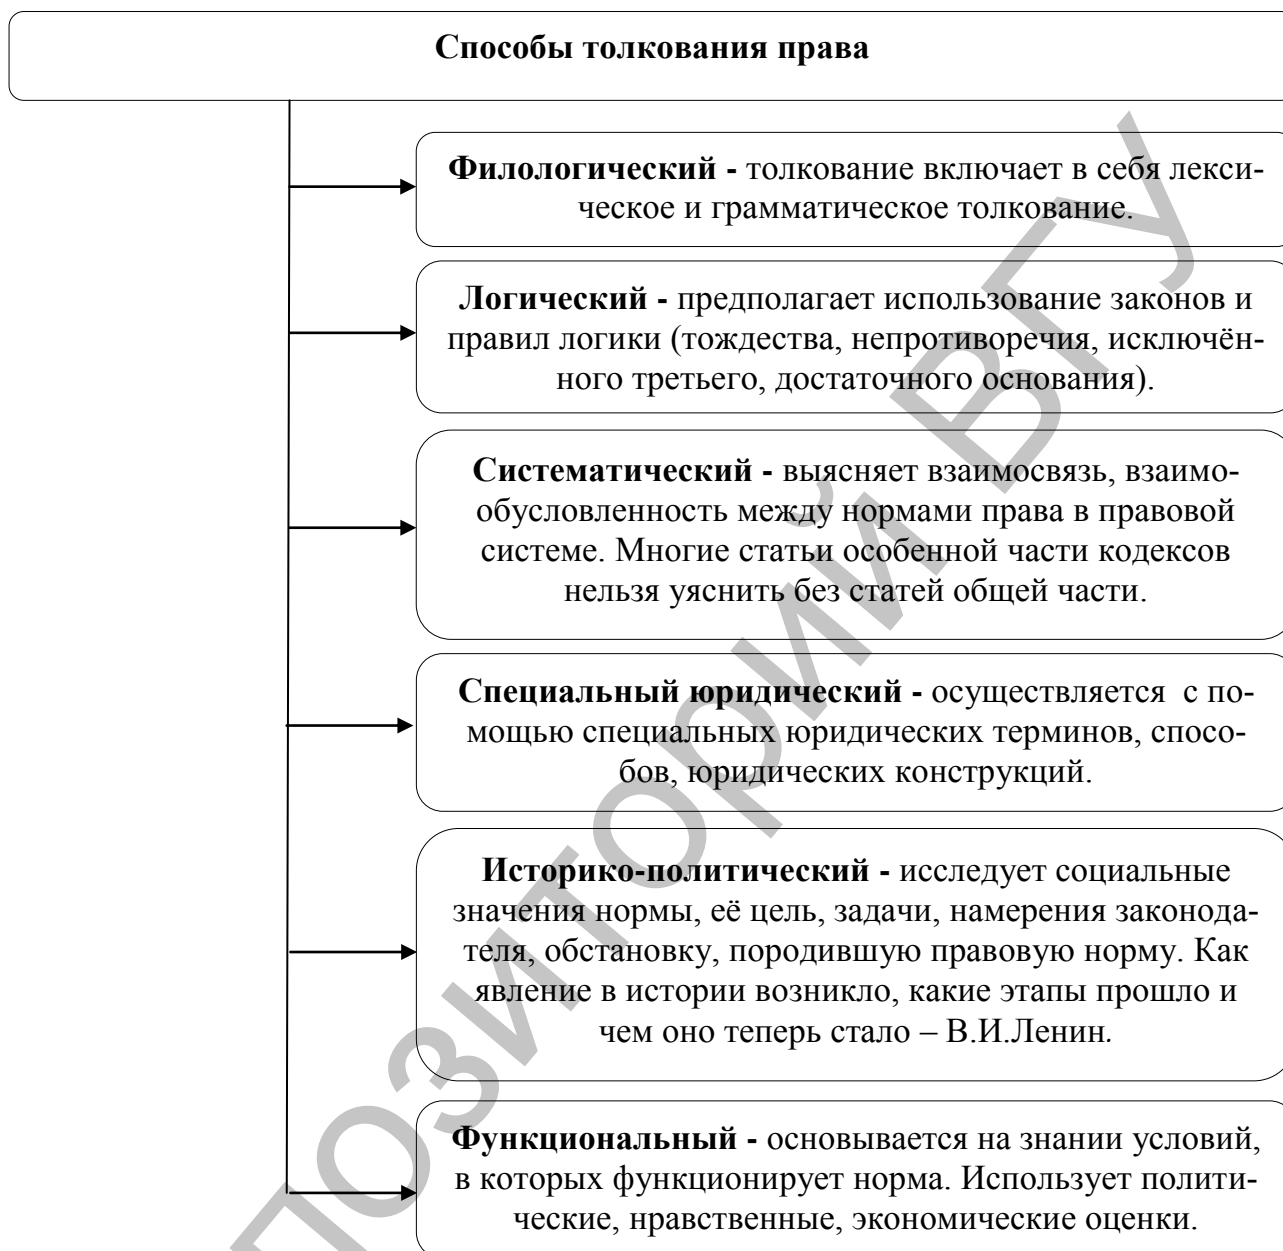 Способы толкования права
Филологический - толкование включает в себя лекси-
ческое и грамматическое толкование.
Логический - предполагает использование законов и
правил логики (тождества, непротиворечия, исключён-
ного третьего, достаточного основания).
Систематический - выясняет взаимосвязь, взаимо-
обусловленность между нормами права в правовой
системе. Многие статьи особенной части кодексов
нельзя уяснить без статей общей части.
Специальный юридический - осуществляется с по-
мощью специальных юридических терминов, спосо-
бов, юридических конструкций.
Историко-политический - исследует социальные
значения нормы, её цель, задачи, намерения законода-
теля, обстановку, породившую правовую норму. Как
явление в истории возникло, какие этапы прошло и
чем оно теперь стало – В.И.Ленин.
Функциональный - основывается на знании условий,
в которых функционирует норма. Использует полити-
ческие, нравственные, экономические оценки.
позиторий ВГУ